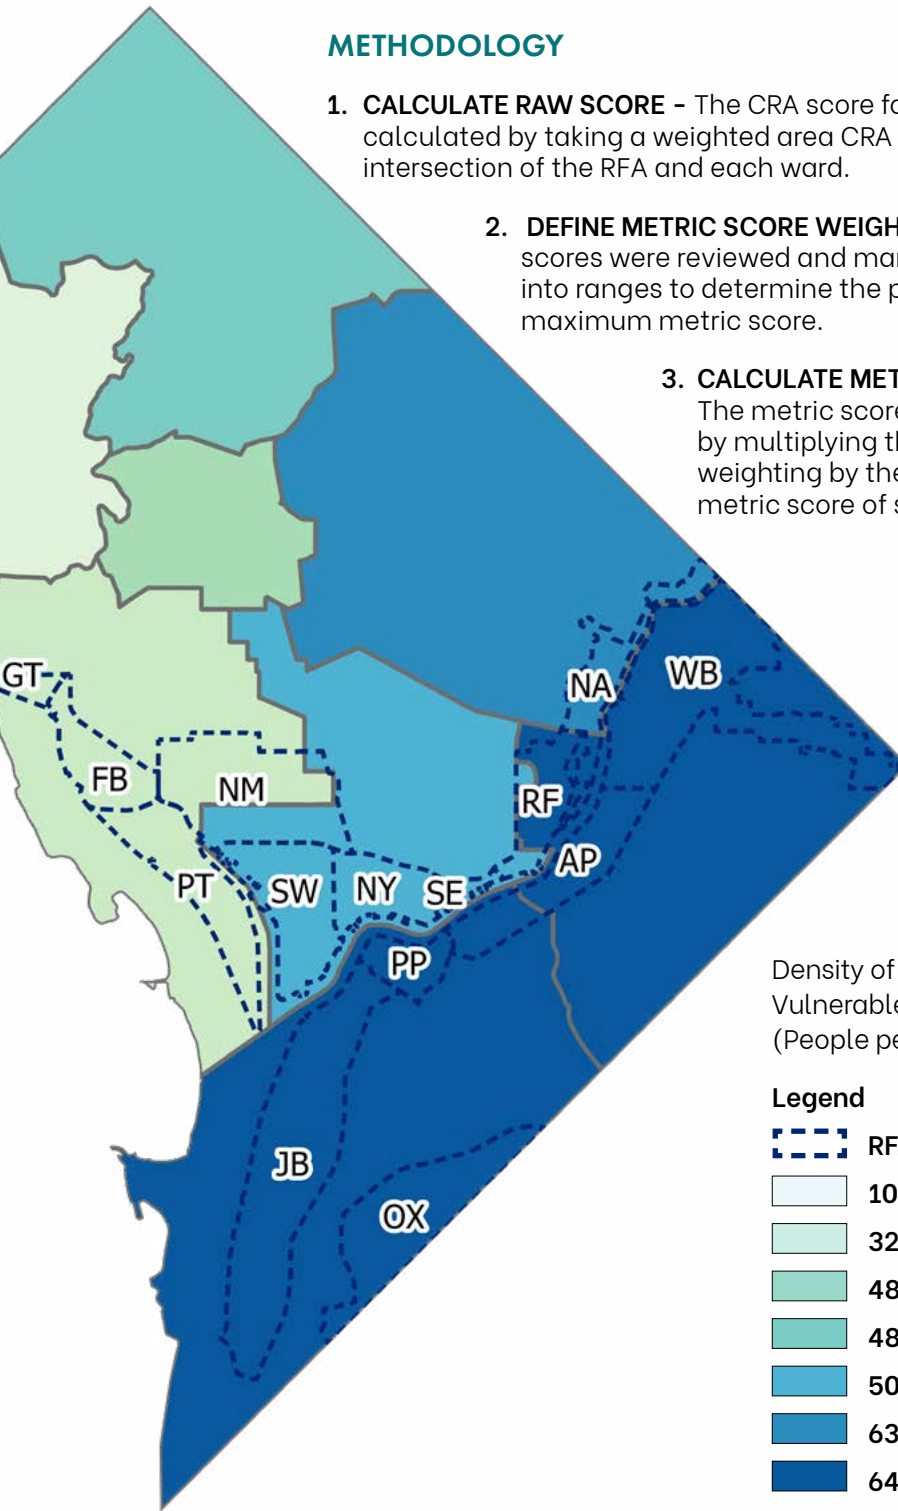 METHODOLOGY
1. CALCULATE RAW SCORE – The CRA score fo
calculated by taking a weighted area CRA
intersection of the RFA and each ward.
2. DEFINE METRIC SCORE WEIGH
scores were reviewed and mar
into ranges to determine the p
maximum metric score.
3. CALCULATE MET
The metric score
by multiplying th
weighting by the
metric score of s
GT
NA
WB
FB
NM
RF
AP
PT
SW
NY
SE
PP
JB
OX
Density of
Vulnerable
(People pe
Legend
RF
10
32
48
48
50
63
64